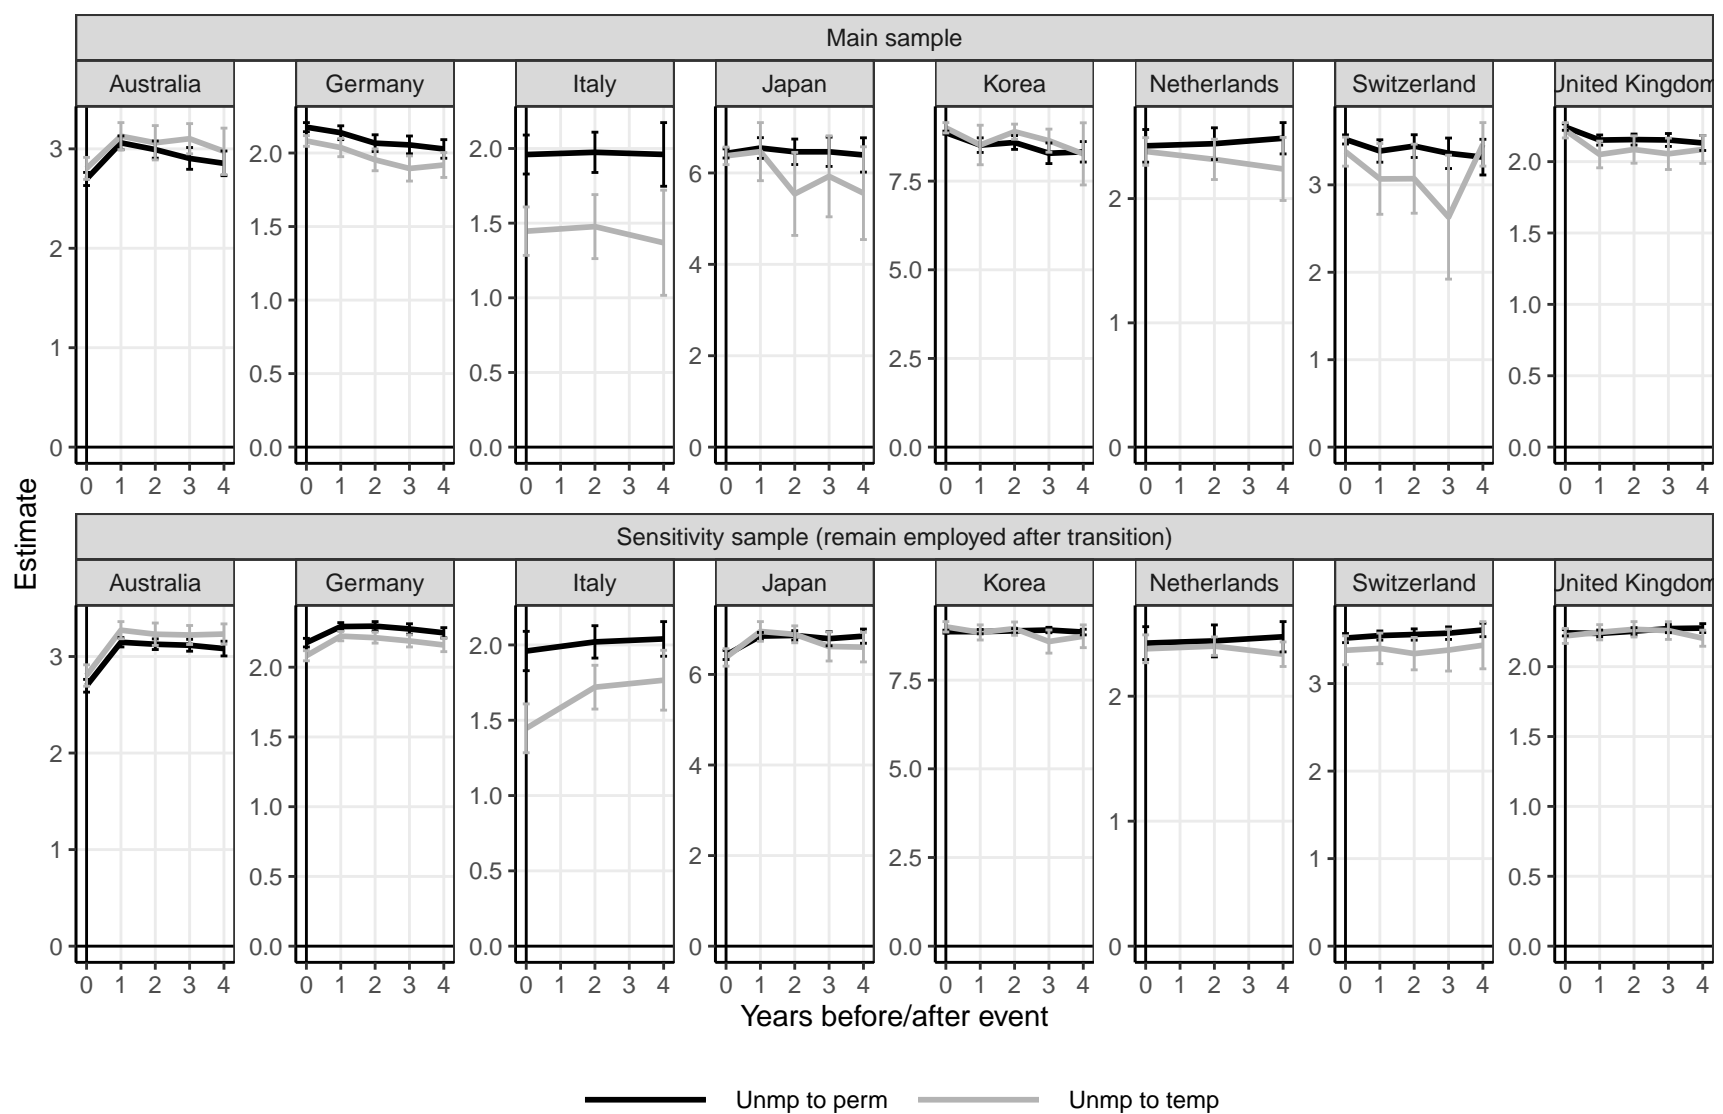 Main sample
Australia Germany Italy Japan Korea Netherlands Switzerland United Kingdom
3 2 1 0
2.0 1.5 1.0 0.5 0.0
2.0 1.5 1.0 0.5 0.0
6 4 2 0
7.5 5.0 2.5 0.0
2 1 0
3 2 1 0
2.0 1.5 1.0 0.5 0.0
0 1 2 3 4 0 1 2 3 4 0 1 2 3 4 0 1 2 3 4 0 1 2 3 4 0 1 2 3 4 0 1 2 3 4 0 1 2 3 4
Estimate
Sensitivity sample (remain employed after transition)
Australia Germany Italy Japan Korea Netherlands Switzerland United Kingdom
3 2 1 0
2.0 1.5 1.0 0.5 0.0
2.0 1.5 1.0 0.5 0.0
6 4 2 0
7.5 5.0 2.5 0.0
2 1 0
3 2 1 0
2.0 1.5 1.0 0.5 0.0
0 1 2 3 4 0 1 2 3 4 0 1 2 3 4 0 1 2 3 4 0 1 2 3 4 0 1 2 3 4 0 1 2 3 4 0 1 2 3 4
Years before/after event
Unmp to perm Unmp to temp